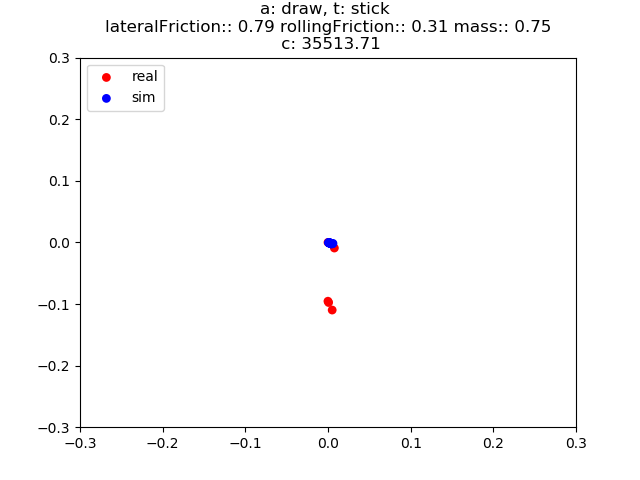 a: draw, t: stick
lateralFriction:: 0.79 rollingFriction:: 0.31 mass:: 0.75
c: 35513.71
real
sim
0.3
0.2
0.1
0.0
−0.1
−0.2
−0.3
−0.3 −0.2 −0.1 0.0 0.1 0.2 0.3